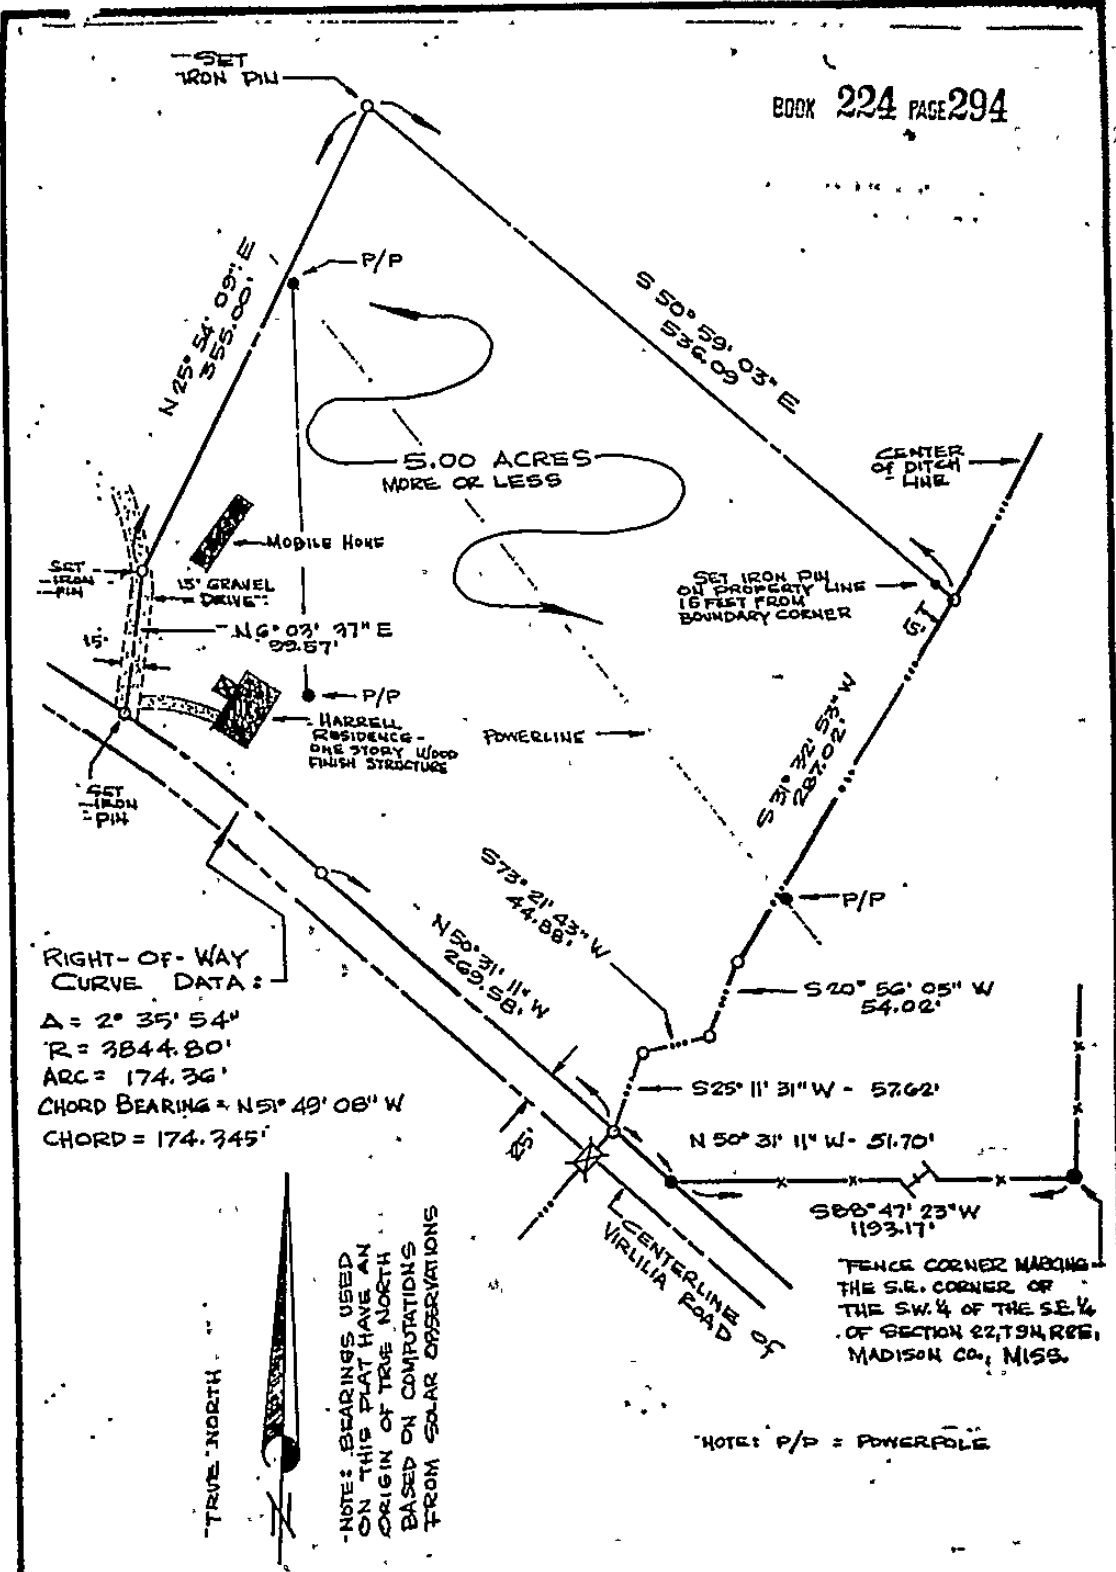 SET
IRON PIN
BOOK 224 PAGE 294
P/P
N 25° 54' 09" E
355.00'
S 50° 59' 03" E
536.09
5.00 ACRES
MORE OR LESS
CENTER
OF DITCH
LINE
MOBILE HOME
SET
IRON
PIN
15' GRAVEL
DRIVE
SET IRON PIN
ON PROPERTY LINE
16 FEET FROM
BOUNDARY CORNER
N 6° 03' 37" E
99.57'
15'
P/P
HARRELL
RESIDENCE -
ONE STORY WOOD
FINISH STRUCTURE
POWERLINE
S 31° 32' 53" W
287.02'
SET
IRON
PIN
S 73° 21' 43" W
44.88'
P/P
N 50° 31' 11" W
269.58'
RIGHT-OF-WAY
CURVE DATA:
Δ = 2° 35' 54"
R = 3844.80'
ARC = 174.36'
CHORD BEARING = N 51° 49' 08" W
CHORD = 174.345'
S 20° 56' 05" W
54.02'
S 25° 11' 31" W - 57.62'
25'
N 50° 31' 11" W - 51.70'
S 88° 47' 23" W
1193.17'
CENTERLINE OF
VIRLILIA ROAD
FENCE CORNER MARKING
THE S.E. CORNER OF
THE SW. 1/4 OF THE S.E. 1/4
OF SECTION 22, T9N, R2E,
MADISON CO., MISS.
TRUE NORTH
NOTE: BEARINGS USED
ON THIS PLAT HAVE AN
ORIGIN OF TRUE NORTH
BASED ON COMPUTATIONS
FROM SOLAR OBSERVATIONS
NOTE: P/P = POWERPOLE